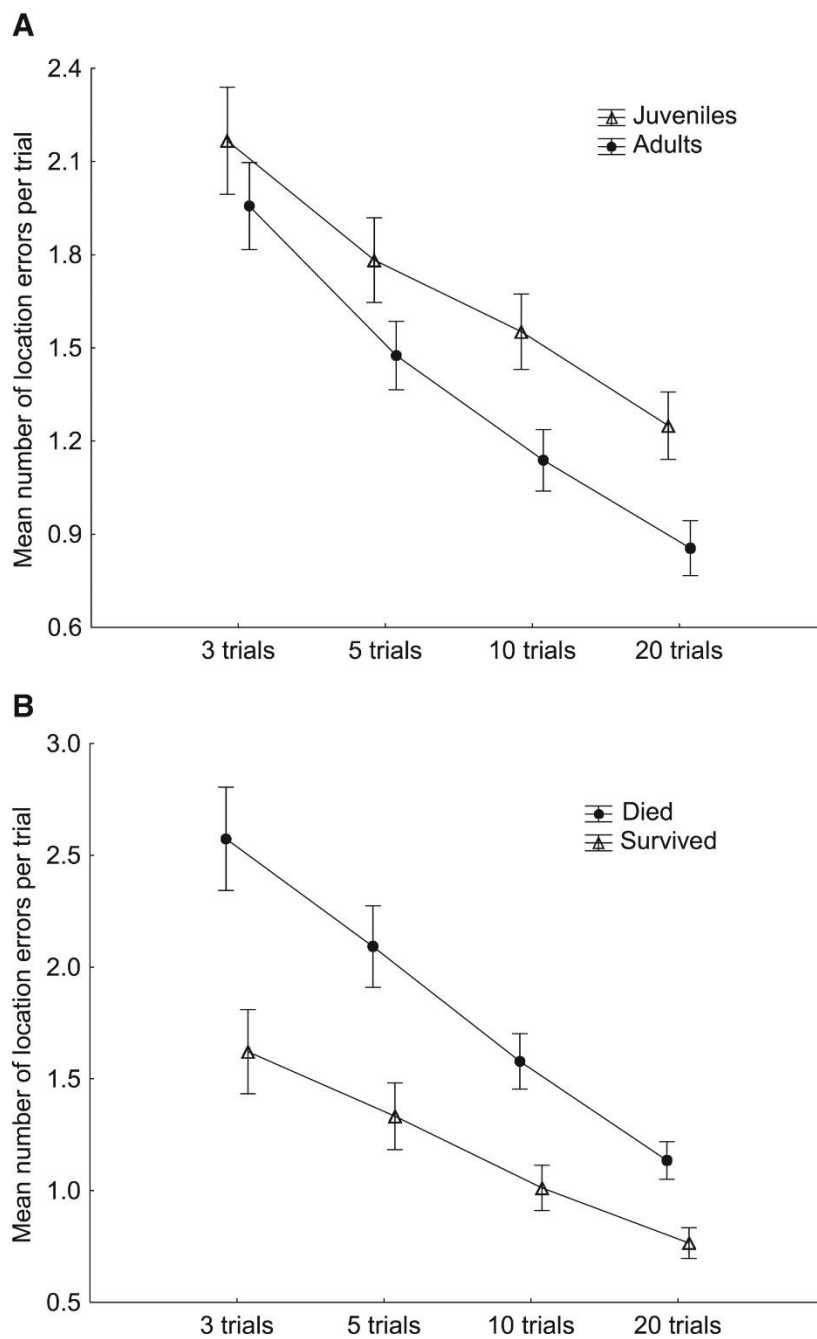 A
2.4
2.1
1.8
1.5
1.2
0.9
0.6
Mean number of location errors per trial
Juveniles
Adults
3 trials
5 trials
10 trials
20 trials
B
3.0
2.5
2.0
1.5
1.0
0.5
Mean number of location errors per trial
Died
Survived
3 trials
5 trials
10 trials
20 trials